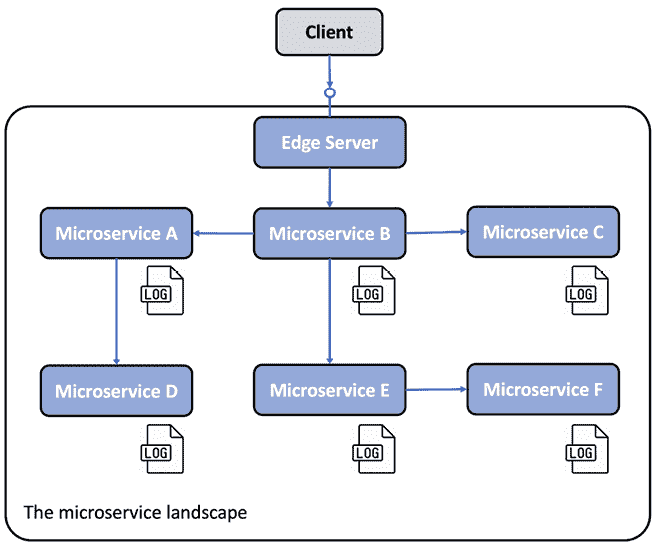 Client
Edge Server
Microservice A
Microservice B
Microservice C
LOG
LOG
LOG
Microservice D
Microservice E
Microservice F
LOG
LOG
LOG
The microservice landscape